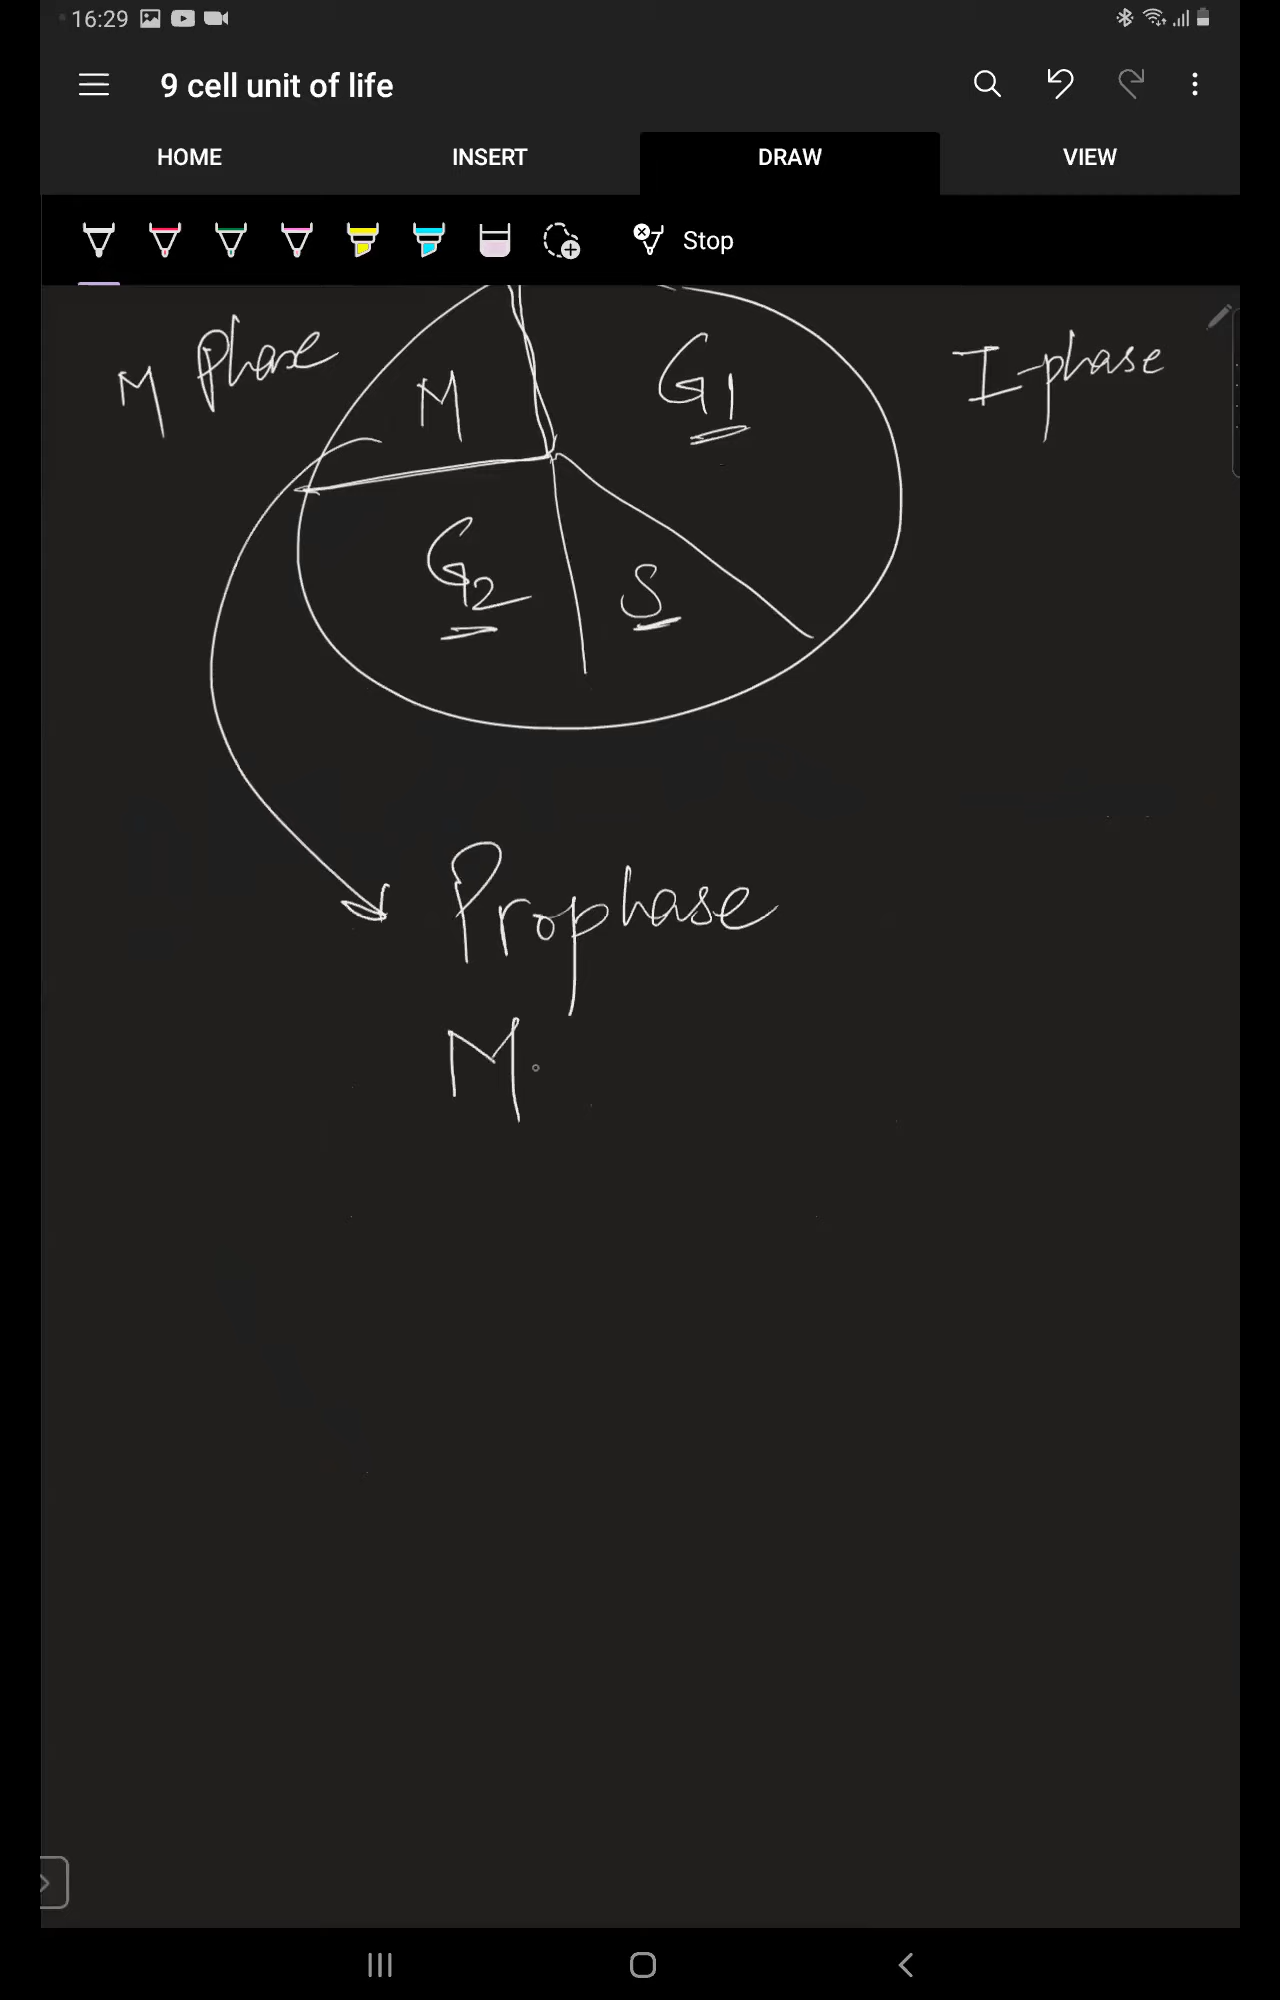 16:29
9 cell unit of life
HOME INSERT DRAW VIEW
Stop
M Phase
M
G1
I-phase
G2
S
Prophase
M